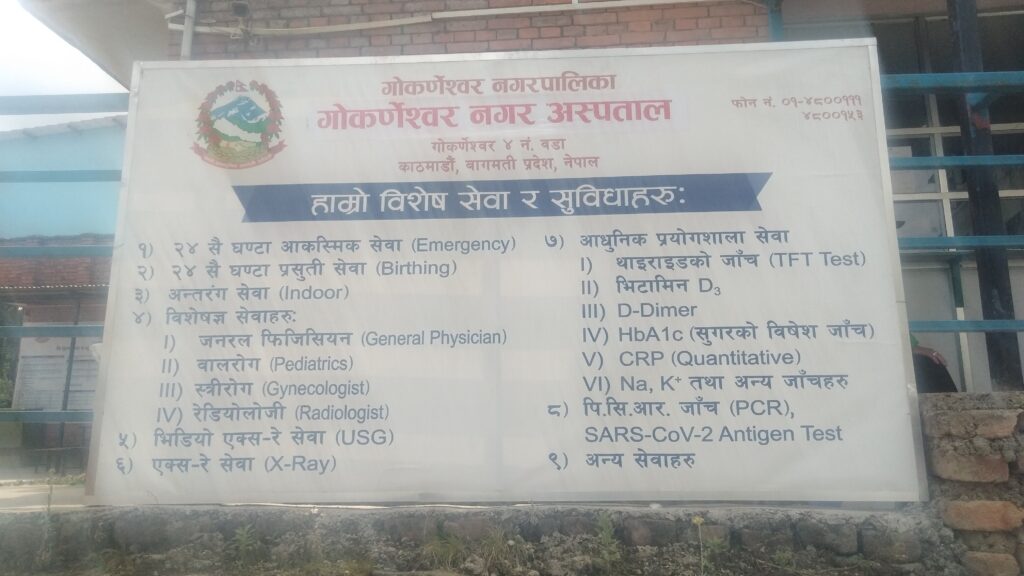 गोकर्णेश्वर नगरपालिका
गोकर्णेश्वर नगर अस्पताल
गोकर्णेश्वर ४ नं. वडा
काठमाडौं, बागमती प्रदेश, नेपाल
फोन नं. ०१-४८००१११
४८००१५३
हाम्रो विशेष सेवा र सुविधाहरु:
१) २४ सै घण्टा आकस्मिक सेवा (Emergency)
२) २४ सै घण्टा प्रसुती सेवा (Birthing)
३) अन्तरंग सेवा (Indoor)
४) विशेषज्ञ सेवाहरु:
I) जनरल फिजिसियन (General Physician)
II) बालरोग (Pediatrics)
III) स्त्रीरोग (Gynecologist)
IV) रेडियोलोजी (Radiologist)
५) भिडियो एक्स-रे सेवा (USG)
६) एक्स-रे सेवा (X-Ray)
७) आधुनिक प्रयोगशाला सेवा
I) थाइराइडको जाँच (TFT Test)
II) भिटामिन D₃
III) D-Dimer
IV) HbA1c (सुगरको विषेश जाँच)
V) CRP (Quantitative)
VI) Na, K⁺ तथा अन्य जाँचहरु
८) पि.सि.आर. जाँच (PCR),
SARS-CoV-2 Antigen Test
९) अन्य सेवाहरु